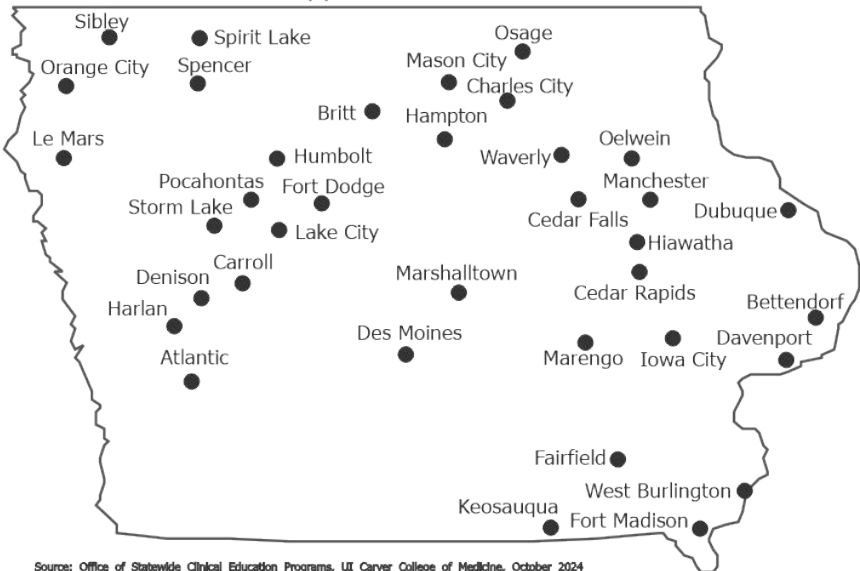 Sibley
Spirit Lake
Osage
Orange City
Spencer
Mason City
Charles City
Britt
Hampton
Le Mars
Humbolt
Waverly
Oelwein
Pocahontas
Fort Dodge
Manchester
Storm Lake
Cedar Falls
Dubuque
Lake City
Hiawatha
Carroll
Denison
Marshalltown
Cedar Rapids
Harlan
Bettendorf
Des Moines
Davenport
Atlantic
Marengo
Iowa City
Fairfield
West Burlington
Keosauqua
Fort Madison
Source: Office of Statewide Clinical Education Programs, UI Carver College of Medicine, October 2024